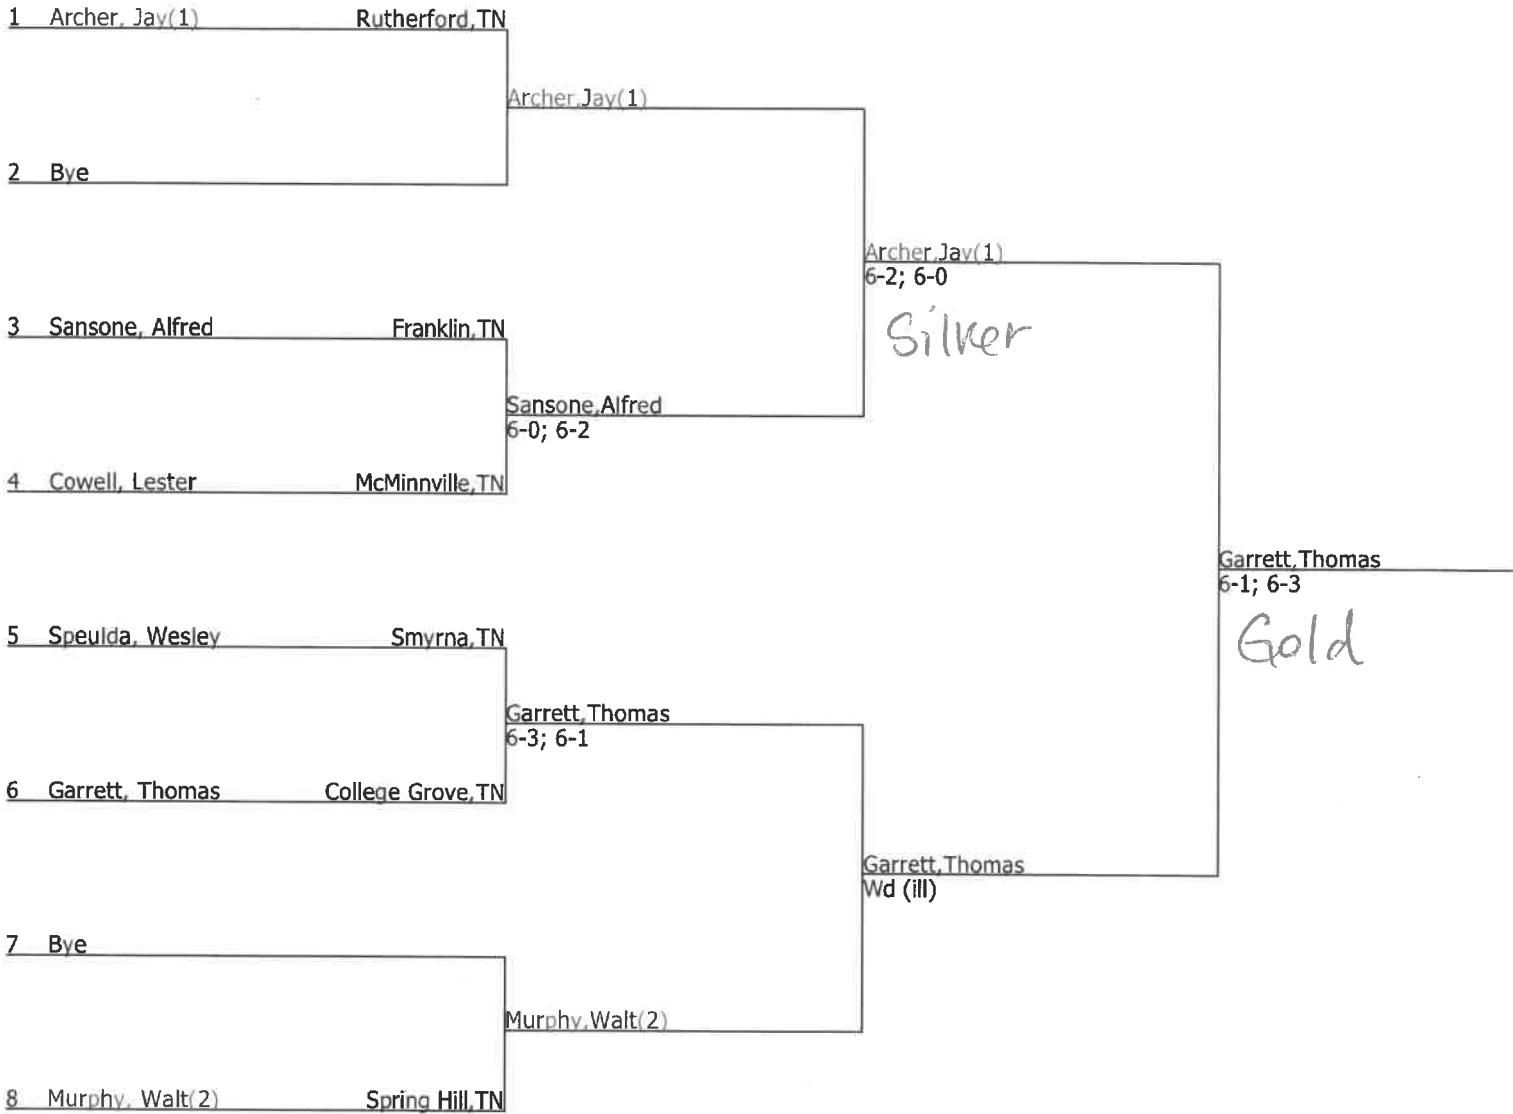 1 Archer, Jay(1) Rutherford,TN
Archer,Jay(1)
2 Bye
Archer,Jay(1)
6-2; 6-0
Silver
3 Sansone, Alfred Franklin,TN
Sansone,Alfred
6-0; 6-2
4 Cowell, Lester McMinnville,TN
Garrett,Thomas
6-1; 6-3
Gold
5 Speulda, Wesley Smyrna,TN
Garrett,Thomas
6-3; 6-1
6 Garrett, Thomas College Grove,TN
Garrett,Thomas
Wd (ill)
7 Bye
Murphy,Walt(2)
8 Murphy, Walt(2) Spring Hill,TN